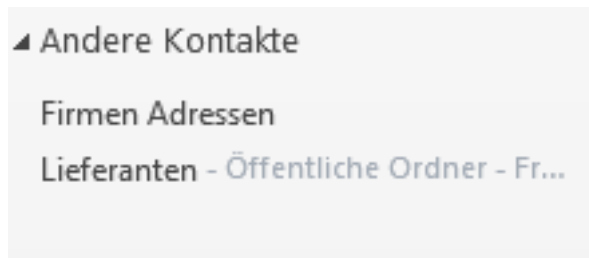 Andere Kontakte
Firmen Adressen
Lieferanten - Öffentliche Ordner - Fr...